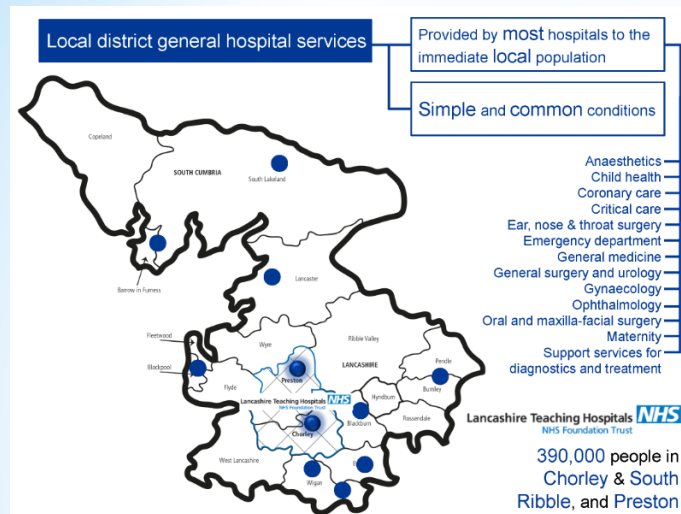 Local district general hospital services
Provided by most hospitals to the
immediate local population
Simple and common conditions
Copeland
SOUTH CUMBRIA
South Lakeland
Barrow in Furness
Lancaster
Fleetwood
Blackpool
Wyre
Ribble Valley
LANCASHIRE
Fylde
Preston
Pendle
Burnley
Hyndburn
Blackburn
Rossendale
Lancashire Teaching Hospitals NHS
NHS Foundation Trust
Chorley
West Lancashire
Wigan
Anaesthetics
Child health
Coronary care
Critical care
Ear, nose & throat surgery
Emergency department
General medicine
General surgery and urology
Gynaecology
Ophthalmology
Oral and maxilla-facial surgery
Maternity
Support services for
diagnostics and treatment
Lancashire Teaching Hospitals NHS
NHS Foundation Trust
390,000 people in
Chorley & South
Ribble, and Preston